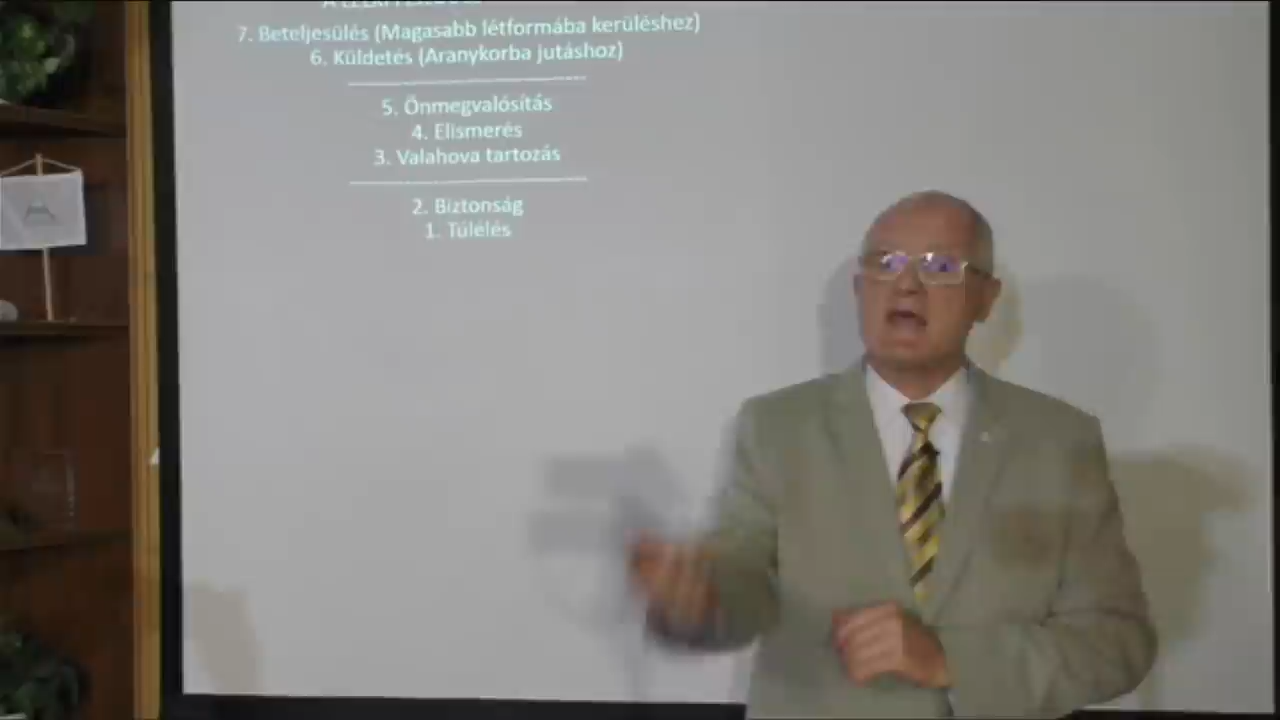 7. Beteljesülés (Magasabb létformába kerüléshez)
6. Küldetés (Aranykorba jutáshoz)
5. Önmegvalósítás
4. Elismerés
3. Valahova tartozás
2. Biztonság
1. Túlélés